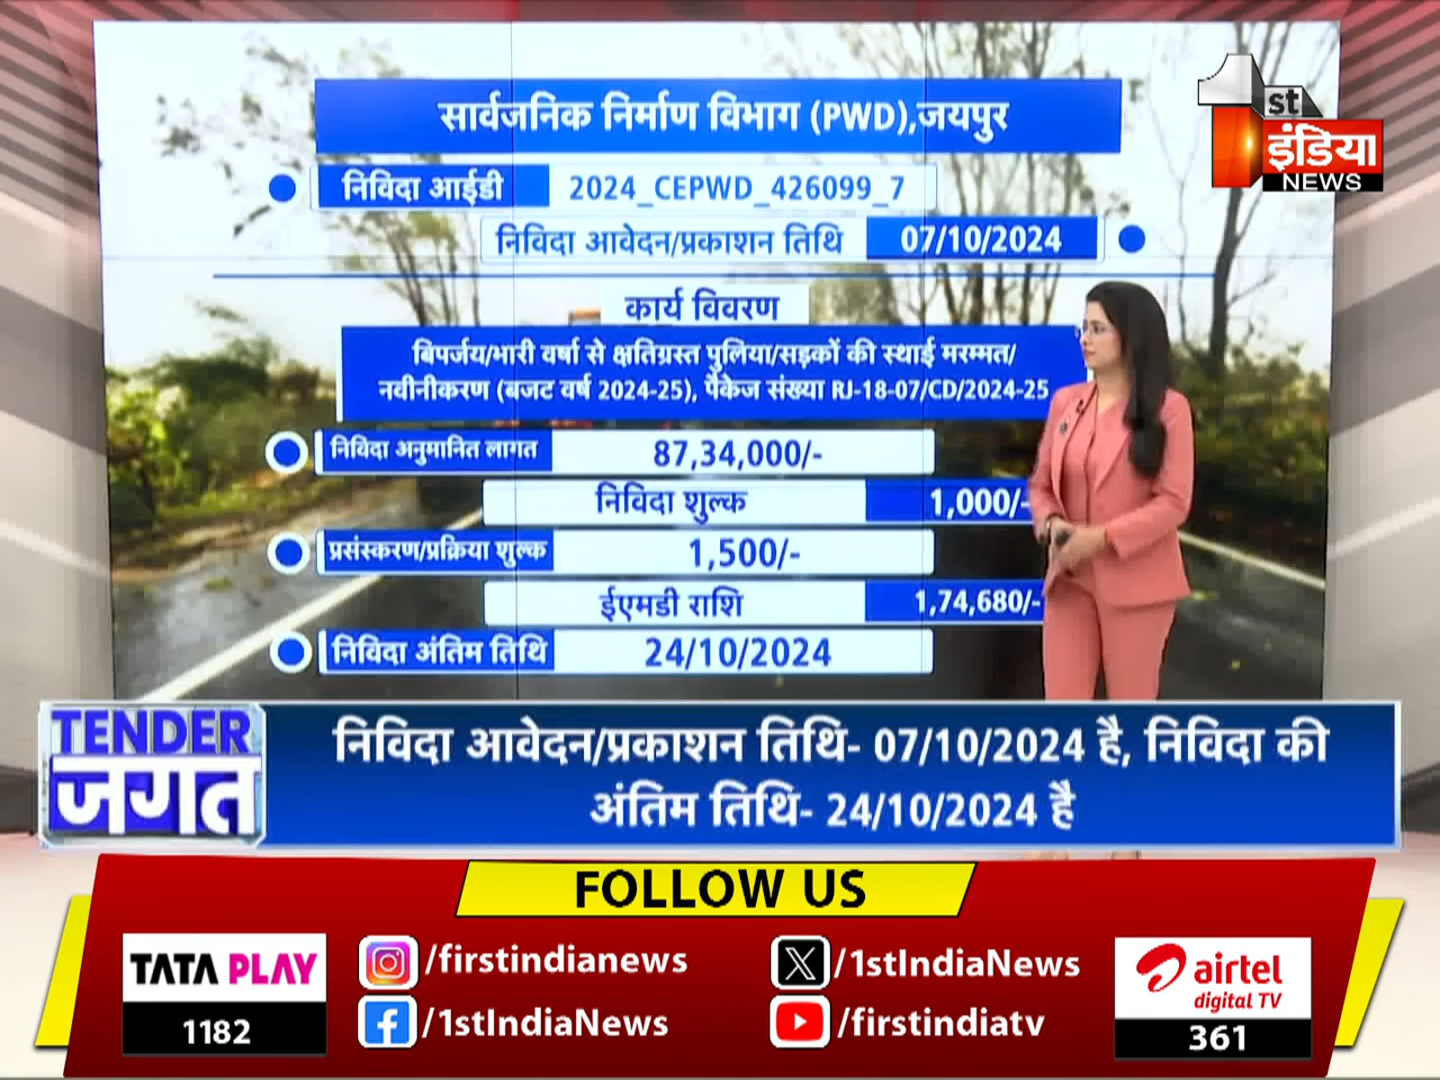 सार्वजनिक निर्माण विभाग (PWD),जयपुर
1st
इंडिया
NEWS
निविदा आईडी 2024_CEPWD_426099_7
निविदा आवेदन/प्रकाशन तिथि 07/10/2024
कार्य विवरण
बिपर्जय/भारी वर्षा से क्षतिग्रस्त पुलिया/सड़कों की स्थाई मरम्मत/
नवीनीकरण (बजट वर्ष 2024-25), पैकेज संख्या RJ-18-07/CD/2024-25
निविदा अनुमानित लागत 87,34,000/-
निविदा शुल्क 1,000/-
प्रसंस्करण/प्रक्रिया शुल्क 1,500/-
ईएमडी राशि 1,74,680/-
निविदा अंतिम तिथि 24/10/2024
TENDER
जगत
निविदा आवेदन/प्रकाशन तिथि- 07/10/2024 है, निविदा की
अंतिम तिथि- 24/10/2024 है
FOLLOW US
TATA PLAY
1182
/firstindianews
/1stIndiaNews
/1stIndiaNews
/firstindiatv
airtel
digital TV
361